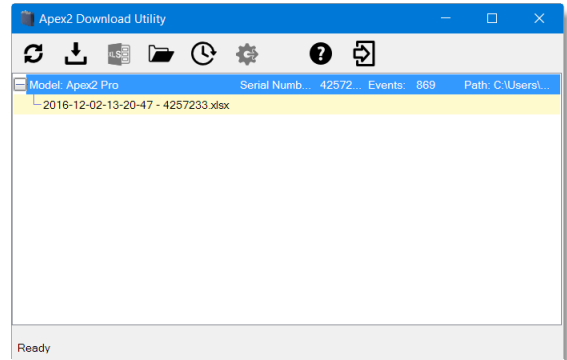 Apex2 Download Utility
XLS
Model: Apex2 Pro Serial Numb... 42572... Events: 869 Path: C:\Users\...
2016-12-02-13-20-47 - 4257233.xlsx
Ready